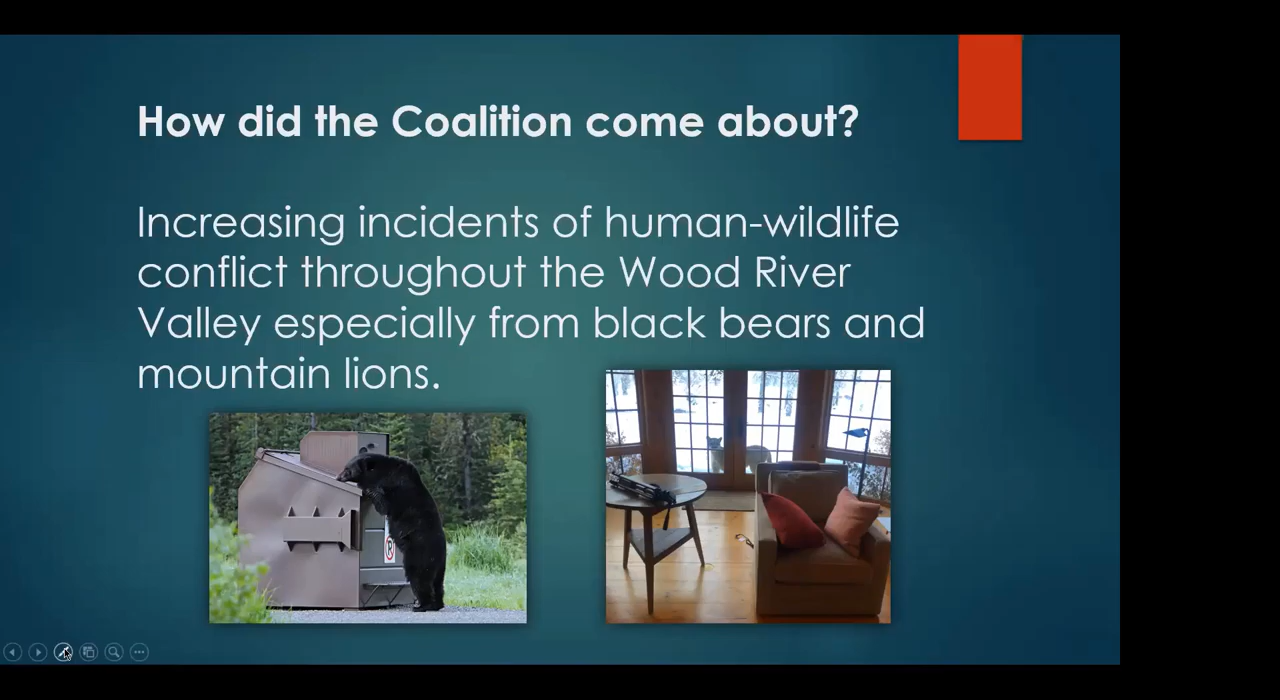 How did the Coalition come about?
Increasing incidents of human-wildlife
conflict throughout the Wood River
Valley especially from black bears and
mountain lions.